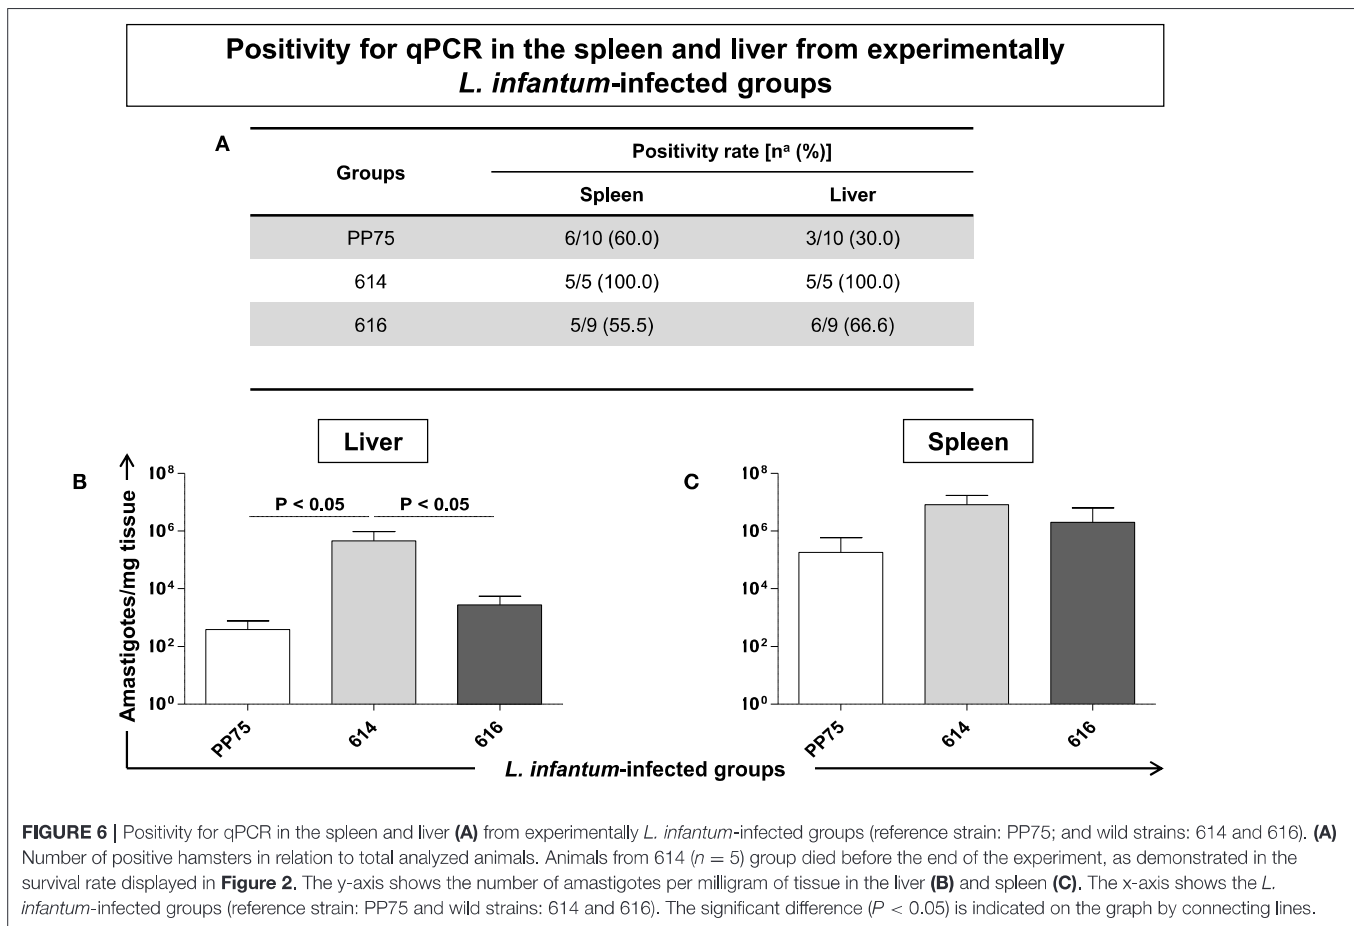 Positivity for qPCR in the spleen and liver from experimentally
L. infantum-infected groups
A
Groups
Positivity rate [nª (%)]
Spleen Liver
PP75 6/10 (60.0) 3/10 (30.0)
614 5/5 (100.0) 5/5 (100.0)
616 5/9 (55.5) 6/9 (66.6)
B
Liver
Amastigotes/mg tissue
10⁸
10⁶
10⁴
10²
10⁰
P < 0.05 P < 0.05
PP75 614 616
C
Spleen
10⁸
10⁶
10⁴
10²
10⁰
PP75 614 616
L. infantum-infected groups
FIGURE 6 | Positivity for qPCR in the spleen and liver (A) from experimentally L. infantum-infected groups (reference strain: PP75; and wild strains: 614 and 616). (A)
Number of positive hamsters in relation to total analyzed animals. Animals from 614 (n = 5) group died before the end of the experiment, as demonstrated in the
survival rate displayed in Figure 2. The y-axis shows the number of amastigotes per milligram of tissue in the liver (B) and spleen (C). The x-axis shows the L.
infantum-infected groups (reference strain: PP75 and wild strains: 614 and 616). The significant difference (P < 0.05) is indicated on the graph by connecting lines.